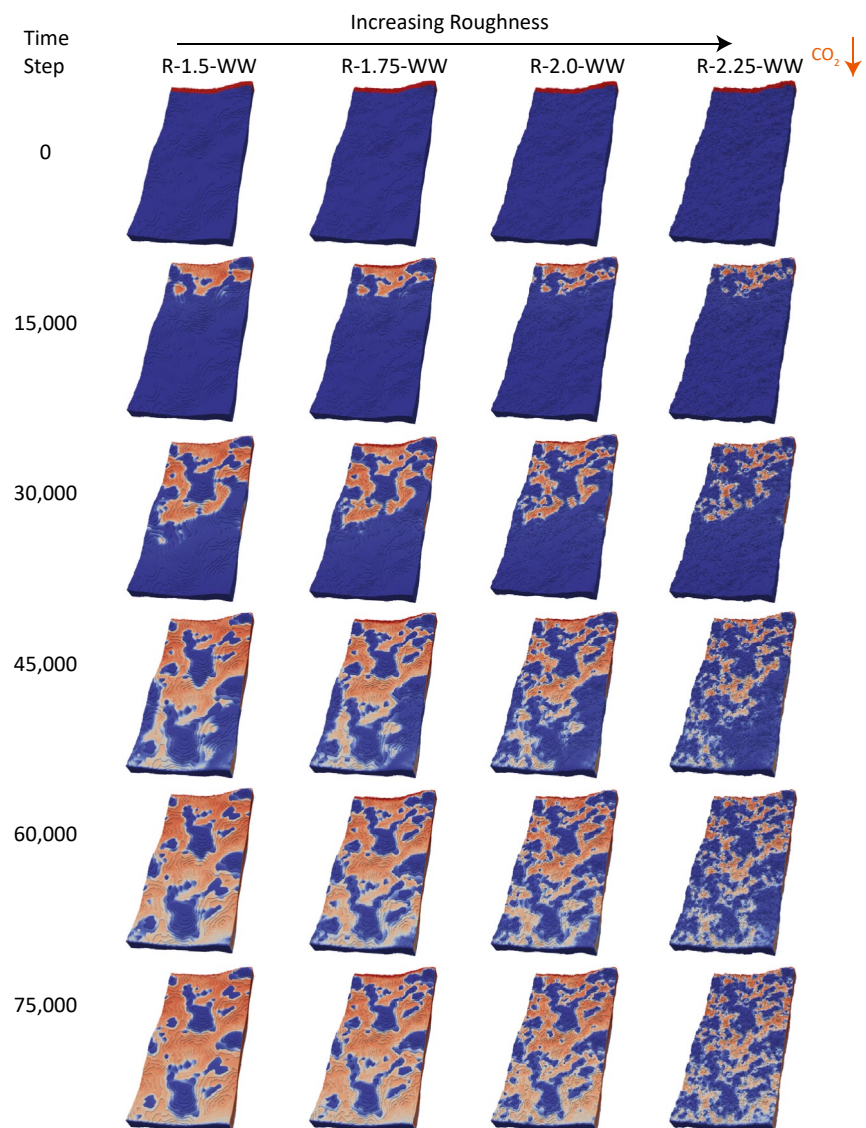 Increasing Roughness
Time
Step
R-1.5-WW
R-1.75-WW
R-2.0-WW
R-2.25-WW
CO₂
0
15,000
30,000
45,000
60,000
75,000